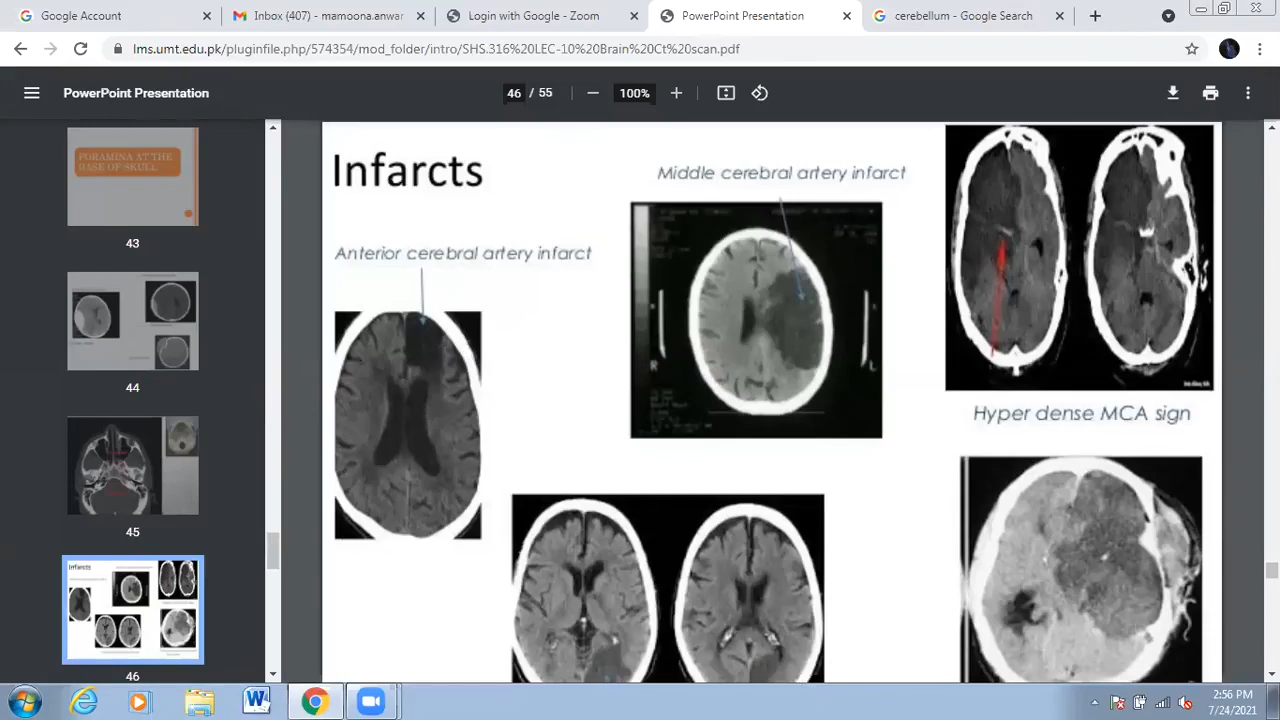 Google Account
Inbox (407) - mamoona.anwar
Login with Google - Zoom
PowerPoint Presentation
cerebellum - Google Search
lms.umt.edu.pk/pluginfile.php/574354/mod_folder/intro/SHS.316%20LEC-10%20Brain%20Ct%20scan.pdf
PowerPoint Presentation
46 / 55
100%
FORAMINA AT THE
BASE OF SKULL
43
44
45
Infarcts
46
Infarcts
Middle cerebral artery infarct
Anterior cerebral artery infarct
R
L
Hyper dense MCA sign
2:56 PM
7/24/2021